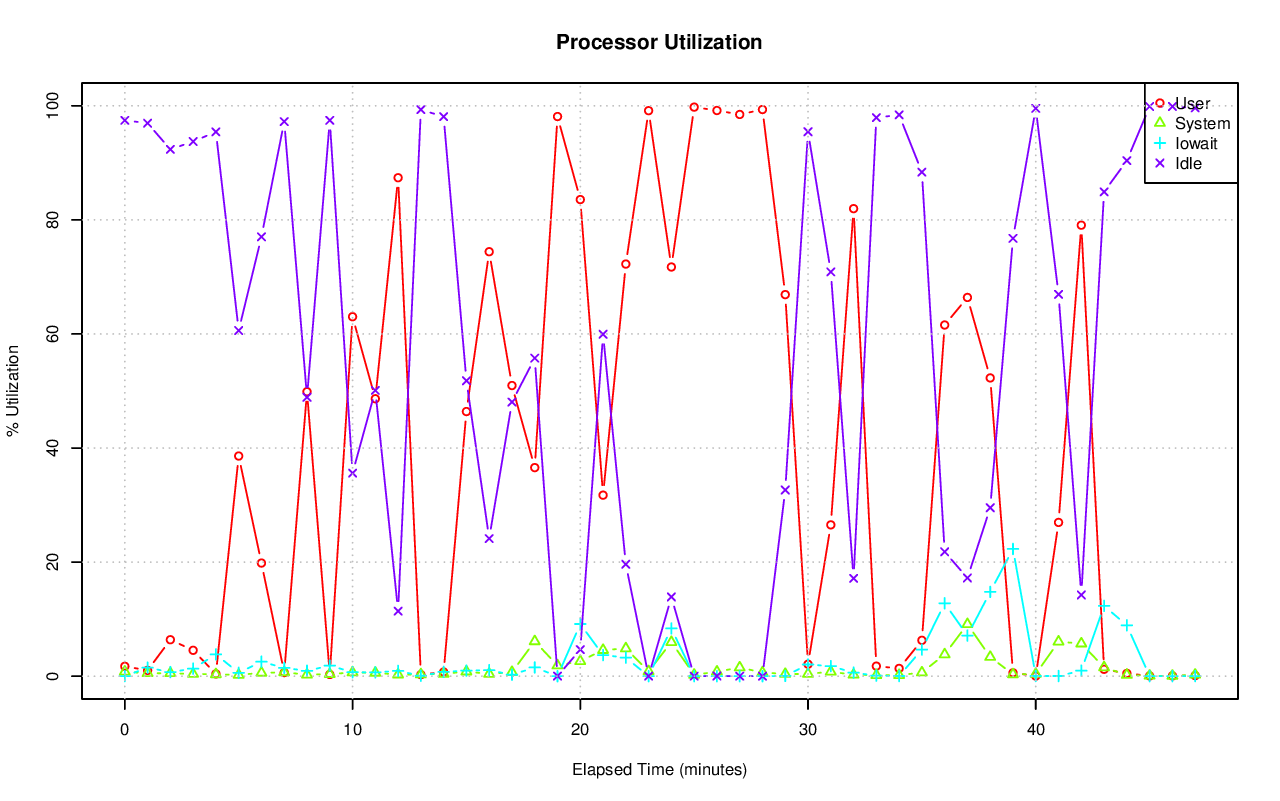 Processor Utilization
% Utilization
100
80
60
40
20
0
User
System
Iowait
Idle
0 10 20 30 40
Elapsed Time (minutes)